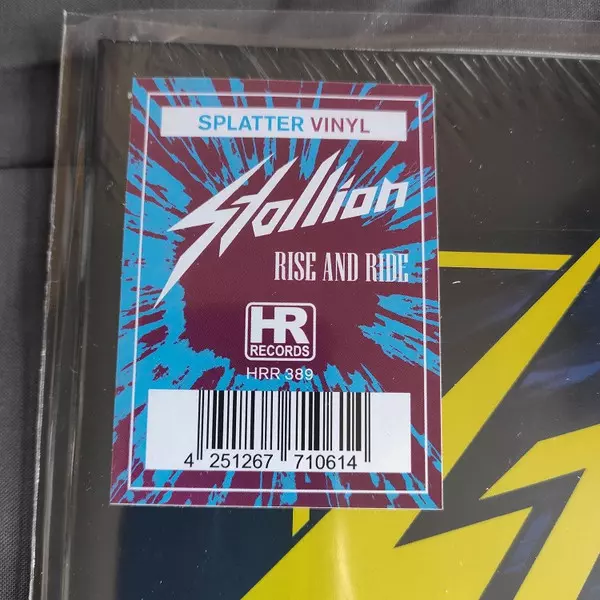 SPLATTER VINYL
Stallion
RISE AND RIDE
HR
RECORDS
HRR 389
4 251267 710614